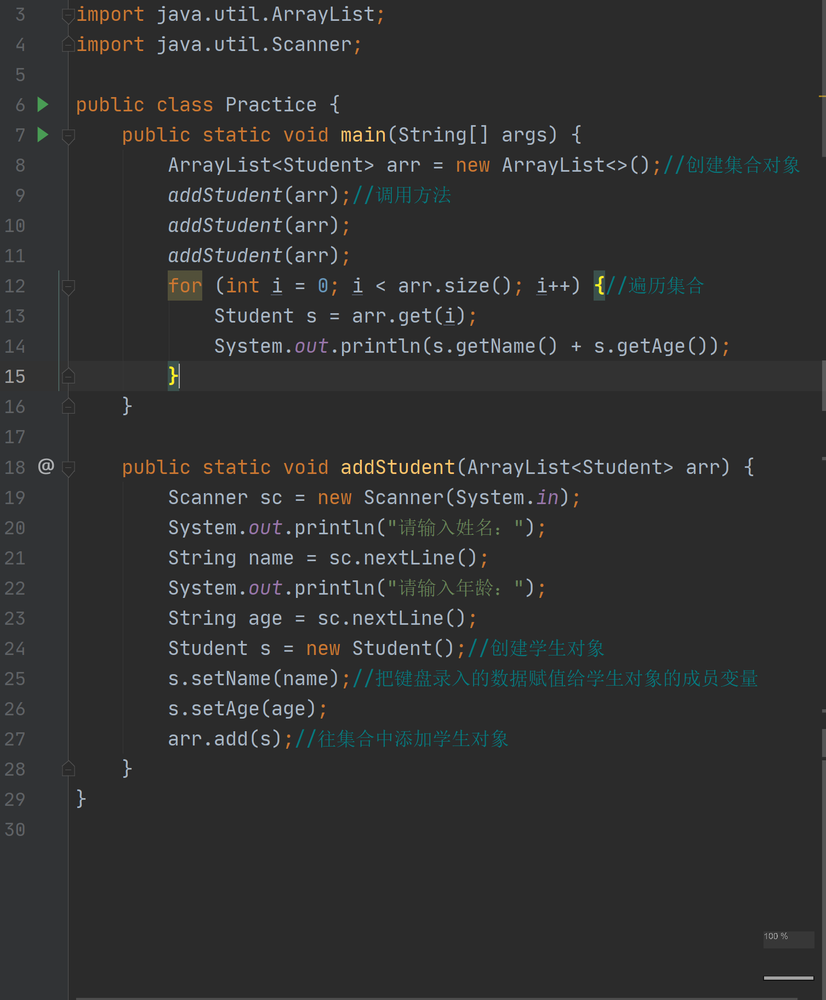 3 import java.util.ArrayList;
4 import java.util.Scanner;
5
6 public class Practice {
7 public static void main(String[] args) {
8 ArrayList<Student> arr = new ArrayList<>();//创建集合对象
9 addStudent(arr);//调用方法
10 addStudent(arr);
11 addStudent(arr);
12 for (int i = 0; i < arr.size(); i++) {//遍历集合
13 Student s = arr.get(i);
14 System.out.println(s.getName() + s.getAge());
15 }
16 }
17
18 @ public static void addStudent(ArrayList<Student> arr) {
19 Scanner sc = new Scanner(System.in);
20 System.out.println("请输入姓名：");
21 String name = sc.nextLine();
22 System.out.println("请输入年龄：");
23 String age = sc.nextLine();
24 Student s = new Student();//创建学生对象
25 s.setName(name);//把键盘录入的数据赋值给学生对象的成员变量
26 s.setAge(age);
27 arr.add(s);//往集合中添加学生对象
28 }
29 }
30
100 %